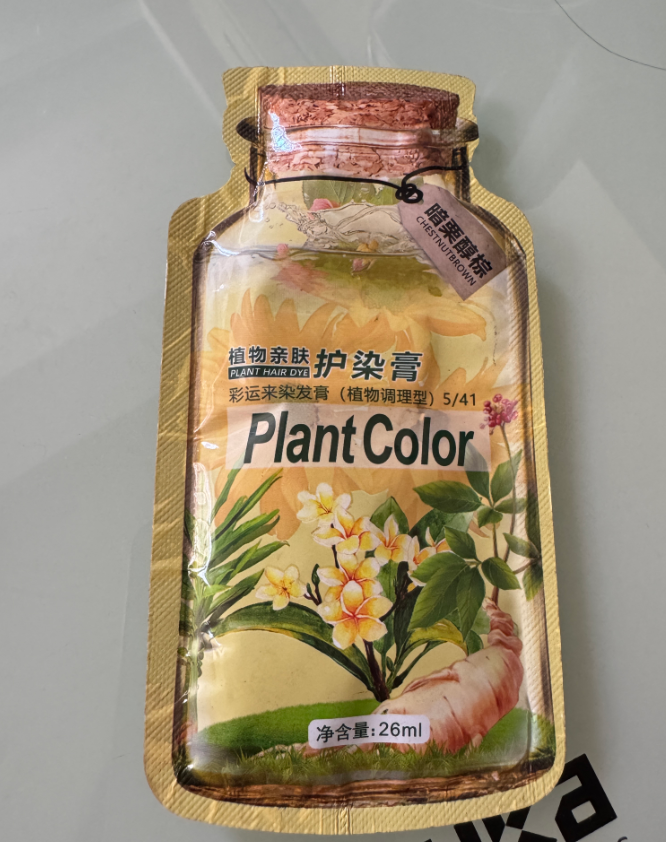 暗栗醇棕
CHESTNUTBROWN
植物亲肤
PLANT HAIR DYE
护染膏
彩运来染发膏（植物调理型）5/41
Plant Color
净含量:26ml